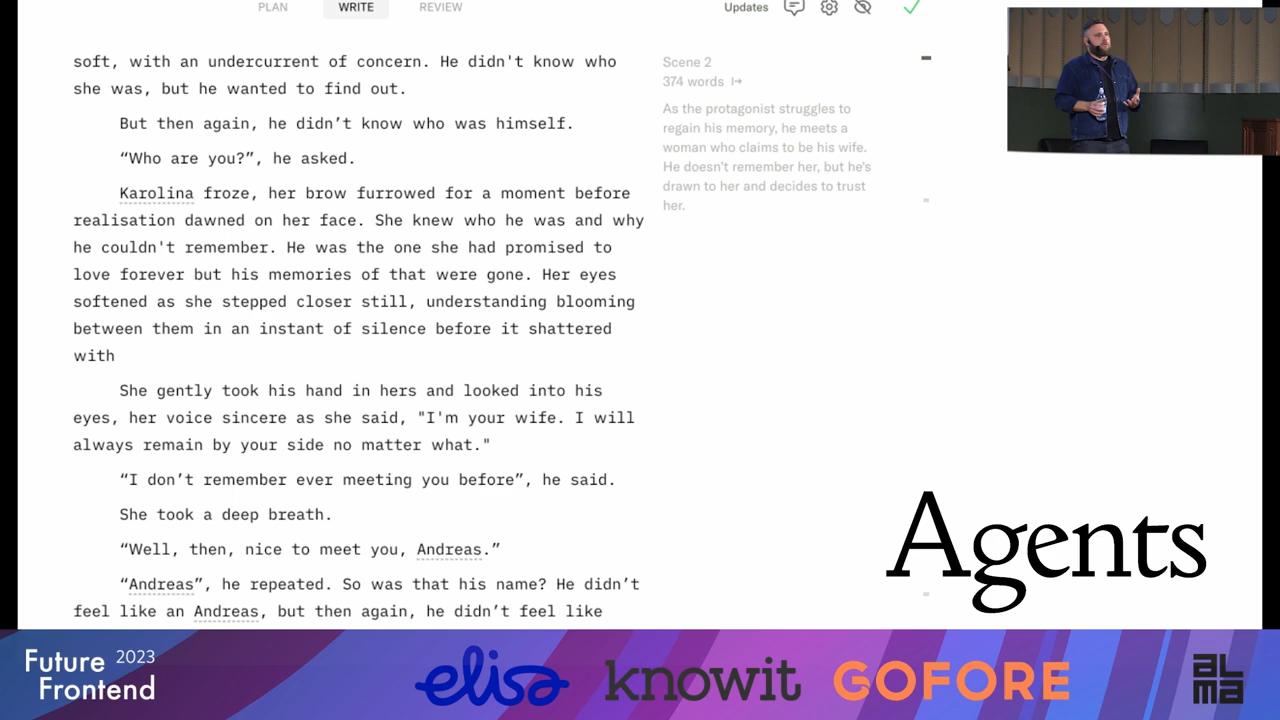 PLAN
WRITE
REVIEW
Updates
soft, with an undercurrent of concern. He didn't know who
she was, but he wanted to find out.
But then again, he didn’t know who was himself.
“Who are you?”, he asked.
Karolina froze, her brow furrowed for a moment before
realisation dawned on her face. She knew who he was and why
he couldn't remember. He was the one she had promised to
love forever but his memories of that were gone. Her eyes
softened as she stepped closer still, understanding blooming
between them in an instant of silence before it shattered
with
She gently took his hand in hers and looked into his
eyes, her voice sincere as she said, "I'm your wife. I will
always remain by your side no matter what."
“I don’t remember ever meeting you before”, he said.
She took a deep breath.
“Well, then, nice to meet you, Andreas.”
“Andreas”, he repeated. So was that his name? He didn’t
feel like an Andreas, but then again, he didn’t feel like
Scene 2
374 words
As the protagonist struggles to
regain his memory, he meets a
woman who claims to be his wife.
He doesn’t remember her, but he’s
drawn to her and decides to trust
her.
Agents
Future 2023
Frontend
elisa
knowit
GOFORE
ALMA